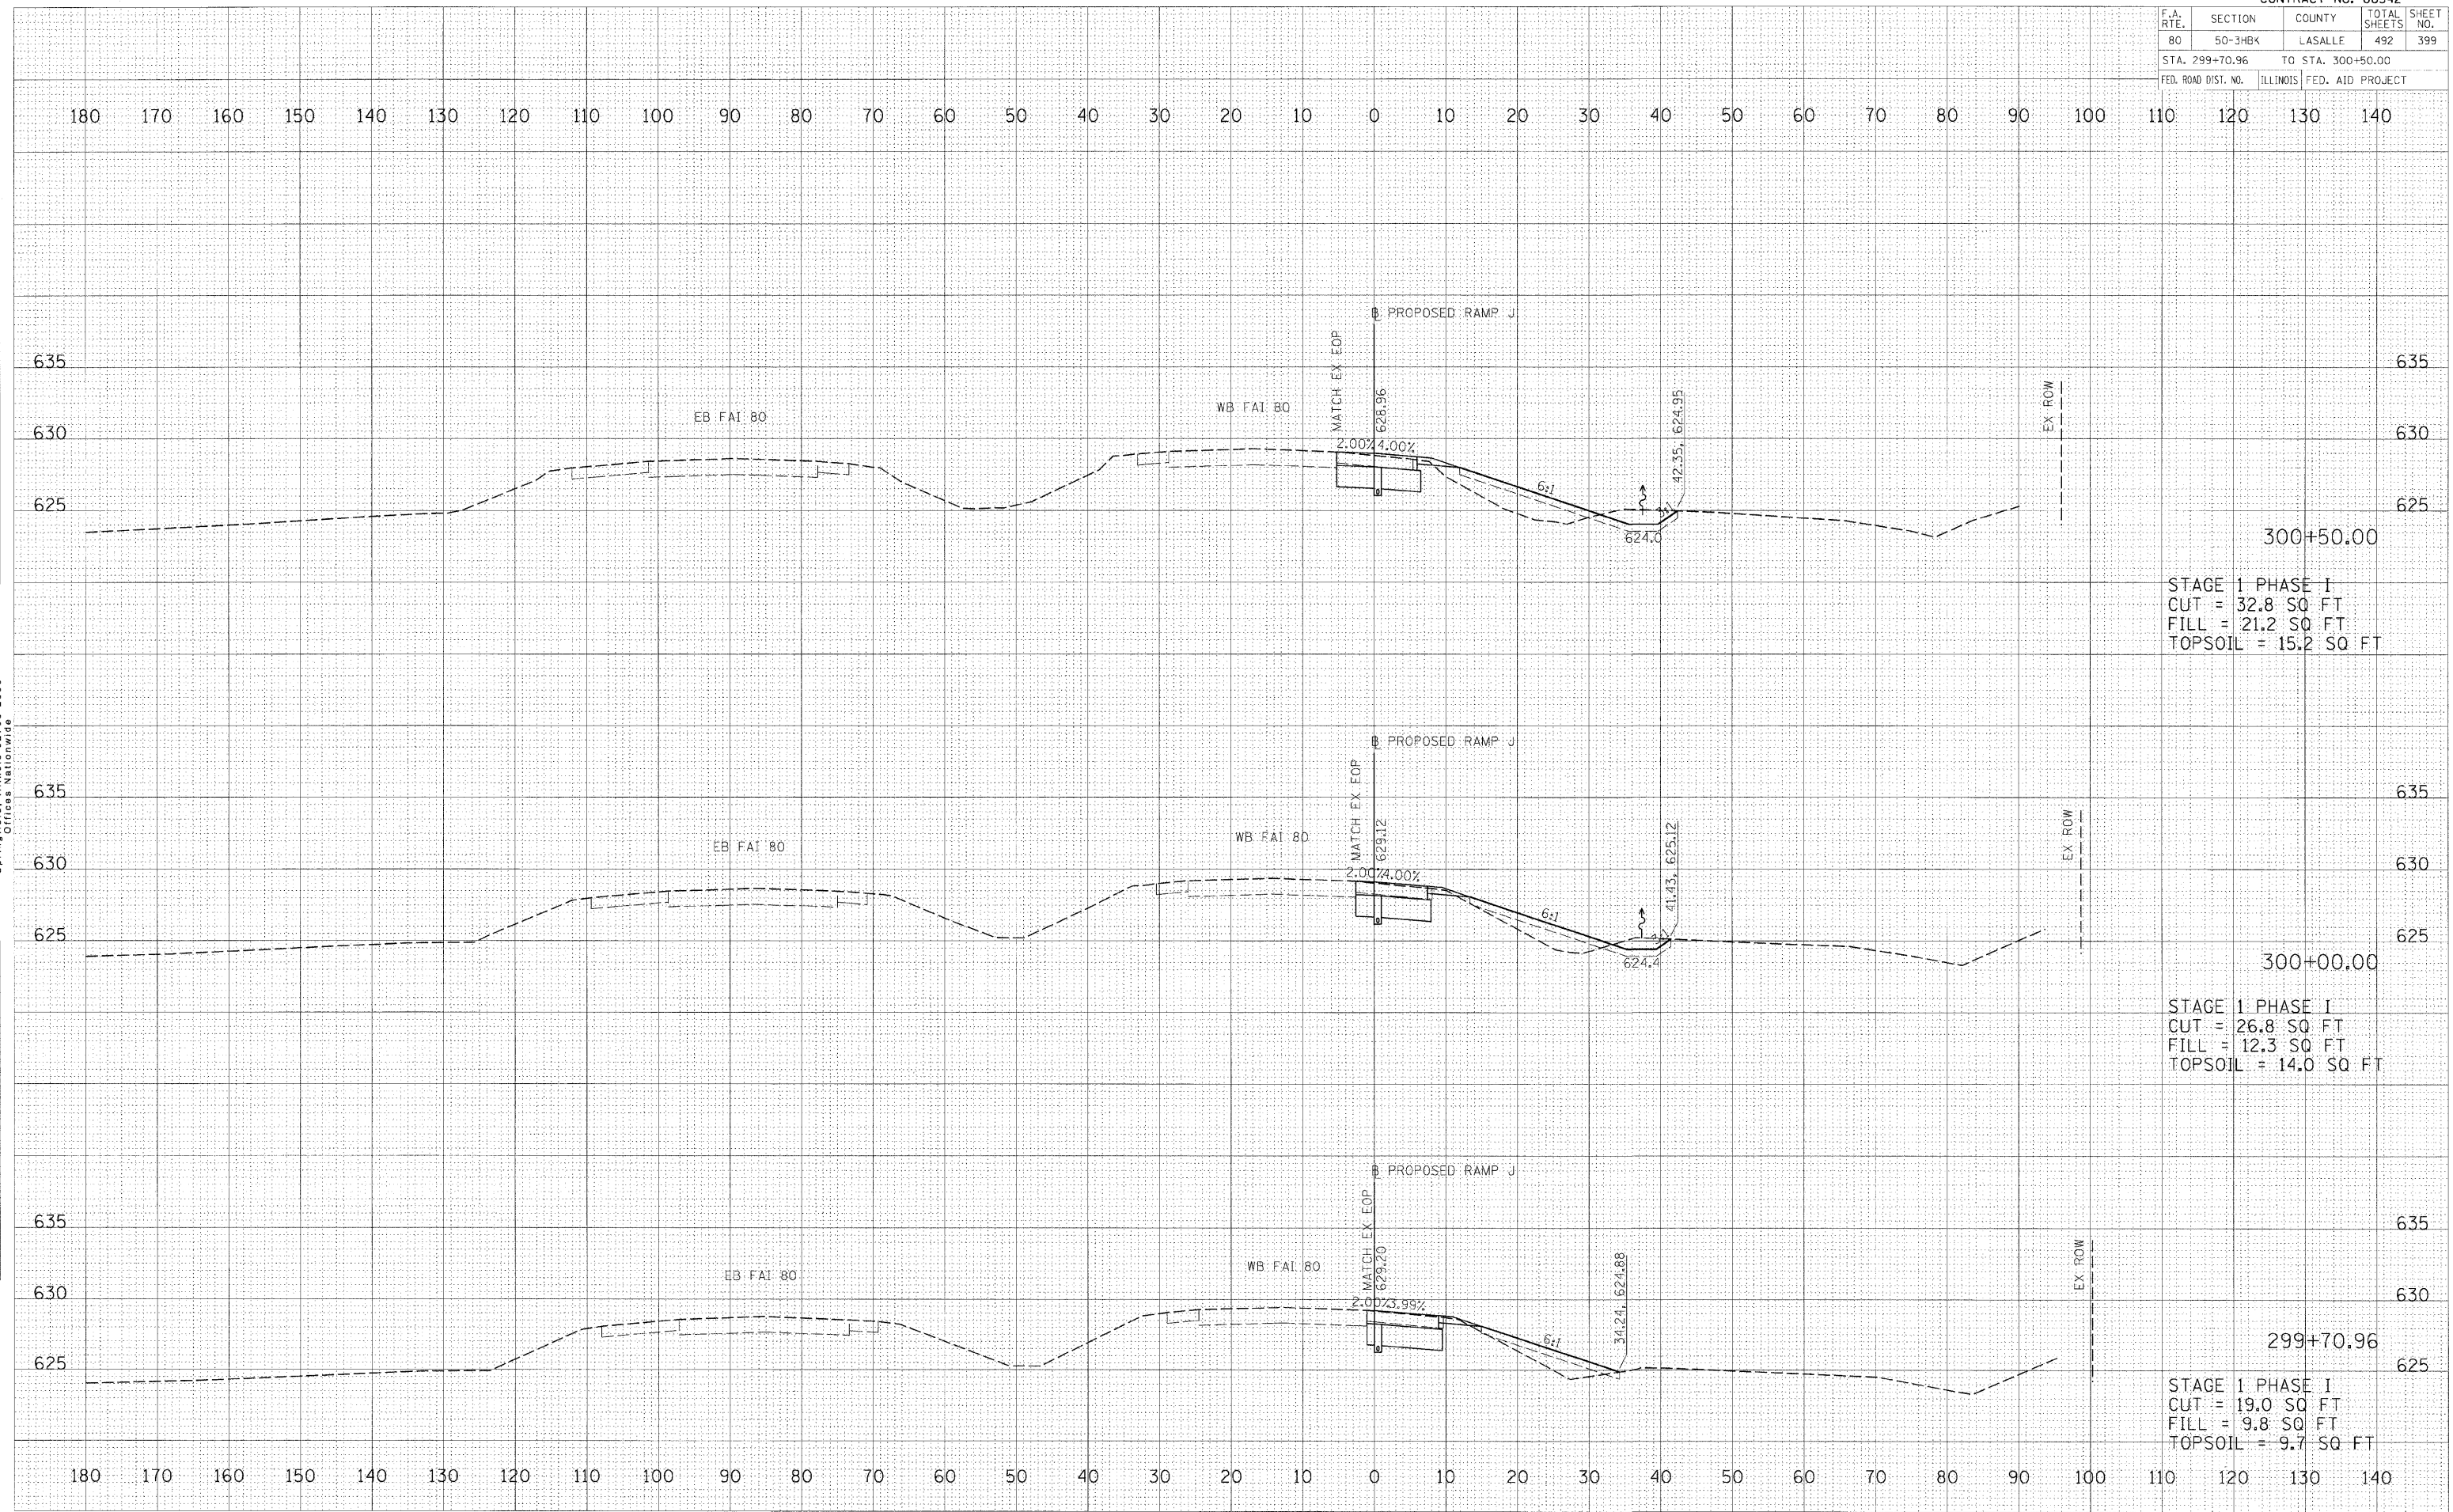 F.A. RTE. SECTION COUNTY TOTAL SHEETS SHEET NO.
80 50-3HBK LASALLE 492 399
STA. 299+70.96 TO STA. 300+50.00
FED. ROAD DIST. NO. ILLINOIS FED. AID PROJECT
180 170 160 150 140 130 120 110 100 90 80 70 60 50 40 30 20 10 0 10 20 30 40 50 60 70 80 90 100 110 120 130 140
PROPOSED RAMP J
635 635
MATCH EX EOP
628.96
42.35, 624.95
EX ROW
EB FAI 80
WB FAI 80
630 630
2.00% 4.00%
6:1
625 625
624.0
300+50.00
STAGE 1 PHASE I
CUT = 32.8 SQ FT
FILL = 21.2 SQ FT
TOPSOIL = 15.2 SQ FT
Offices Nationwide
PROPOSED RAMP J
635 635
MATCH EX EOP
629.12
41.43, 625.12
EX ROW
EB FAI 80
WB FAI 80
630 630
2.00% 4.00%
6:1
625 625
624.4
300+00.00
STAGE 1 PHASE I
CUT = 26.8 SQ FT
FILL = 12.3 SQ FT
TOPSOIL = 14.0 SQ FT
PROPOSED RAMP J
635 635
MATCH EX EOP
629.20
34.24, 624.88
EX ROW
EB FAI 80
WB FAI 80
630 630
2.00% 3.99%
6:1
625 625
299+70.96
STAGE 1 PHASE I
CUT = 19.0 SQ FT
FILL = 9.8 SQ FT
TOPSOIL = 9.7 SQ FT
180 170 160 150 140 130 120 110 100 90 80 70 60 50 40 30 20 10 0 10 20 30 40 50 60 70 80 90 100 110 120 130 140